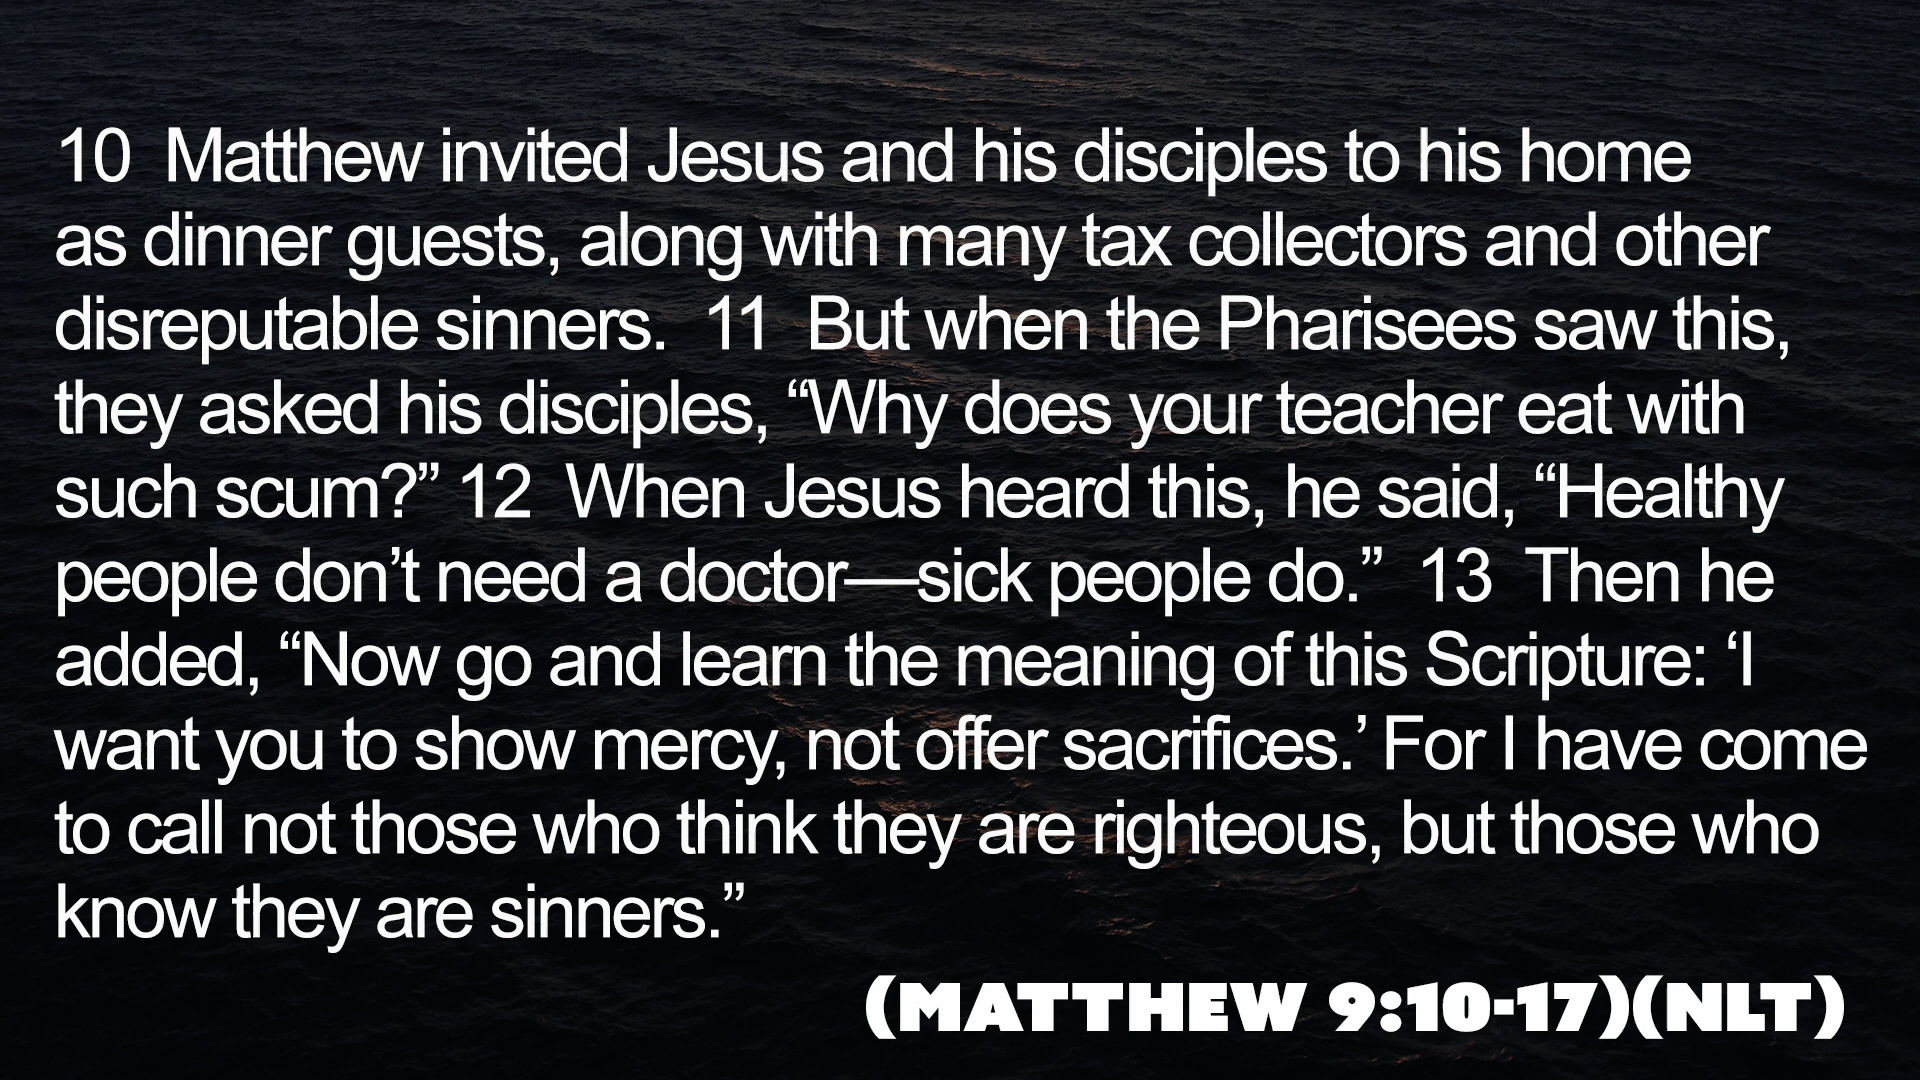 10  Matthew invited Jesus and his disciples to his home
as dinner guests, along with many tax collectors and other
disreputable sinners.  11  But when the Pharisees saw this,
they asked his disciples, “Why does your teacher eat with
such scum?” 12  When Jesus heard this, he said, “Healthy
people don’t need a doctor—sick people do.”  13  Then he
added, “Now go and learn the meaning of this Scripture: ‘I
want you to show mercy, not offer sacrifices.’ For I have come
to call not those who think they are righteous, but those who
know they are sinners.”
(MATTHEW 9:10-17)(NLT)